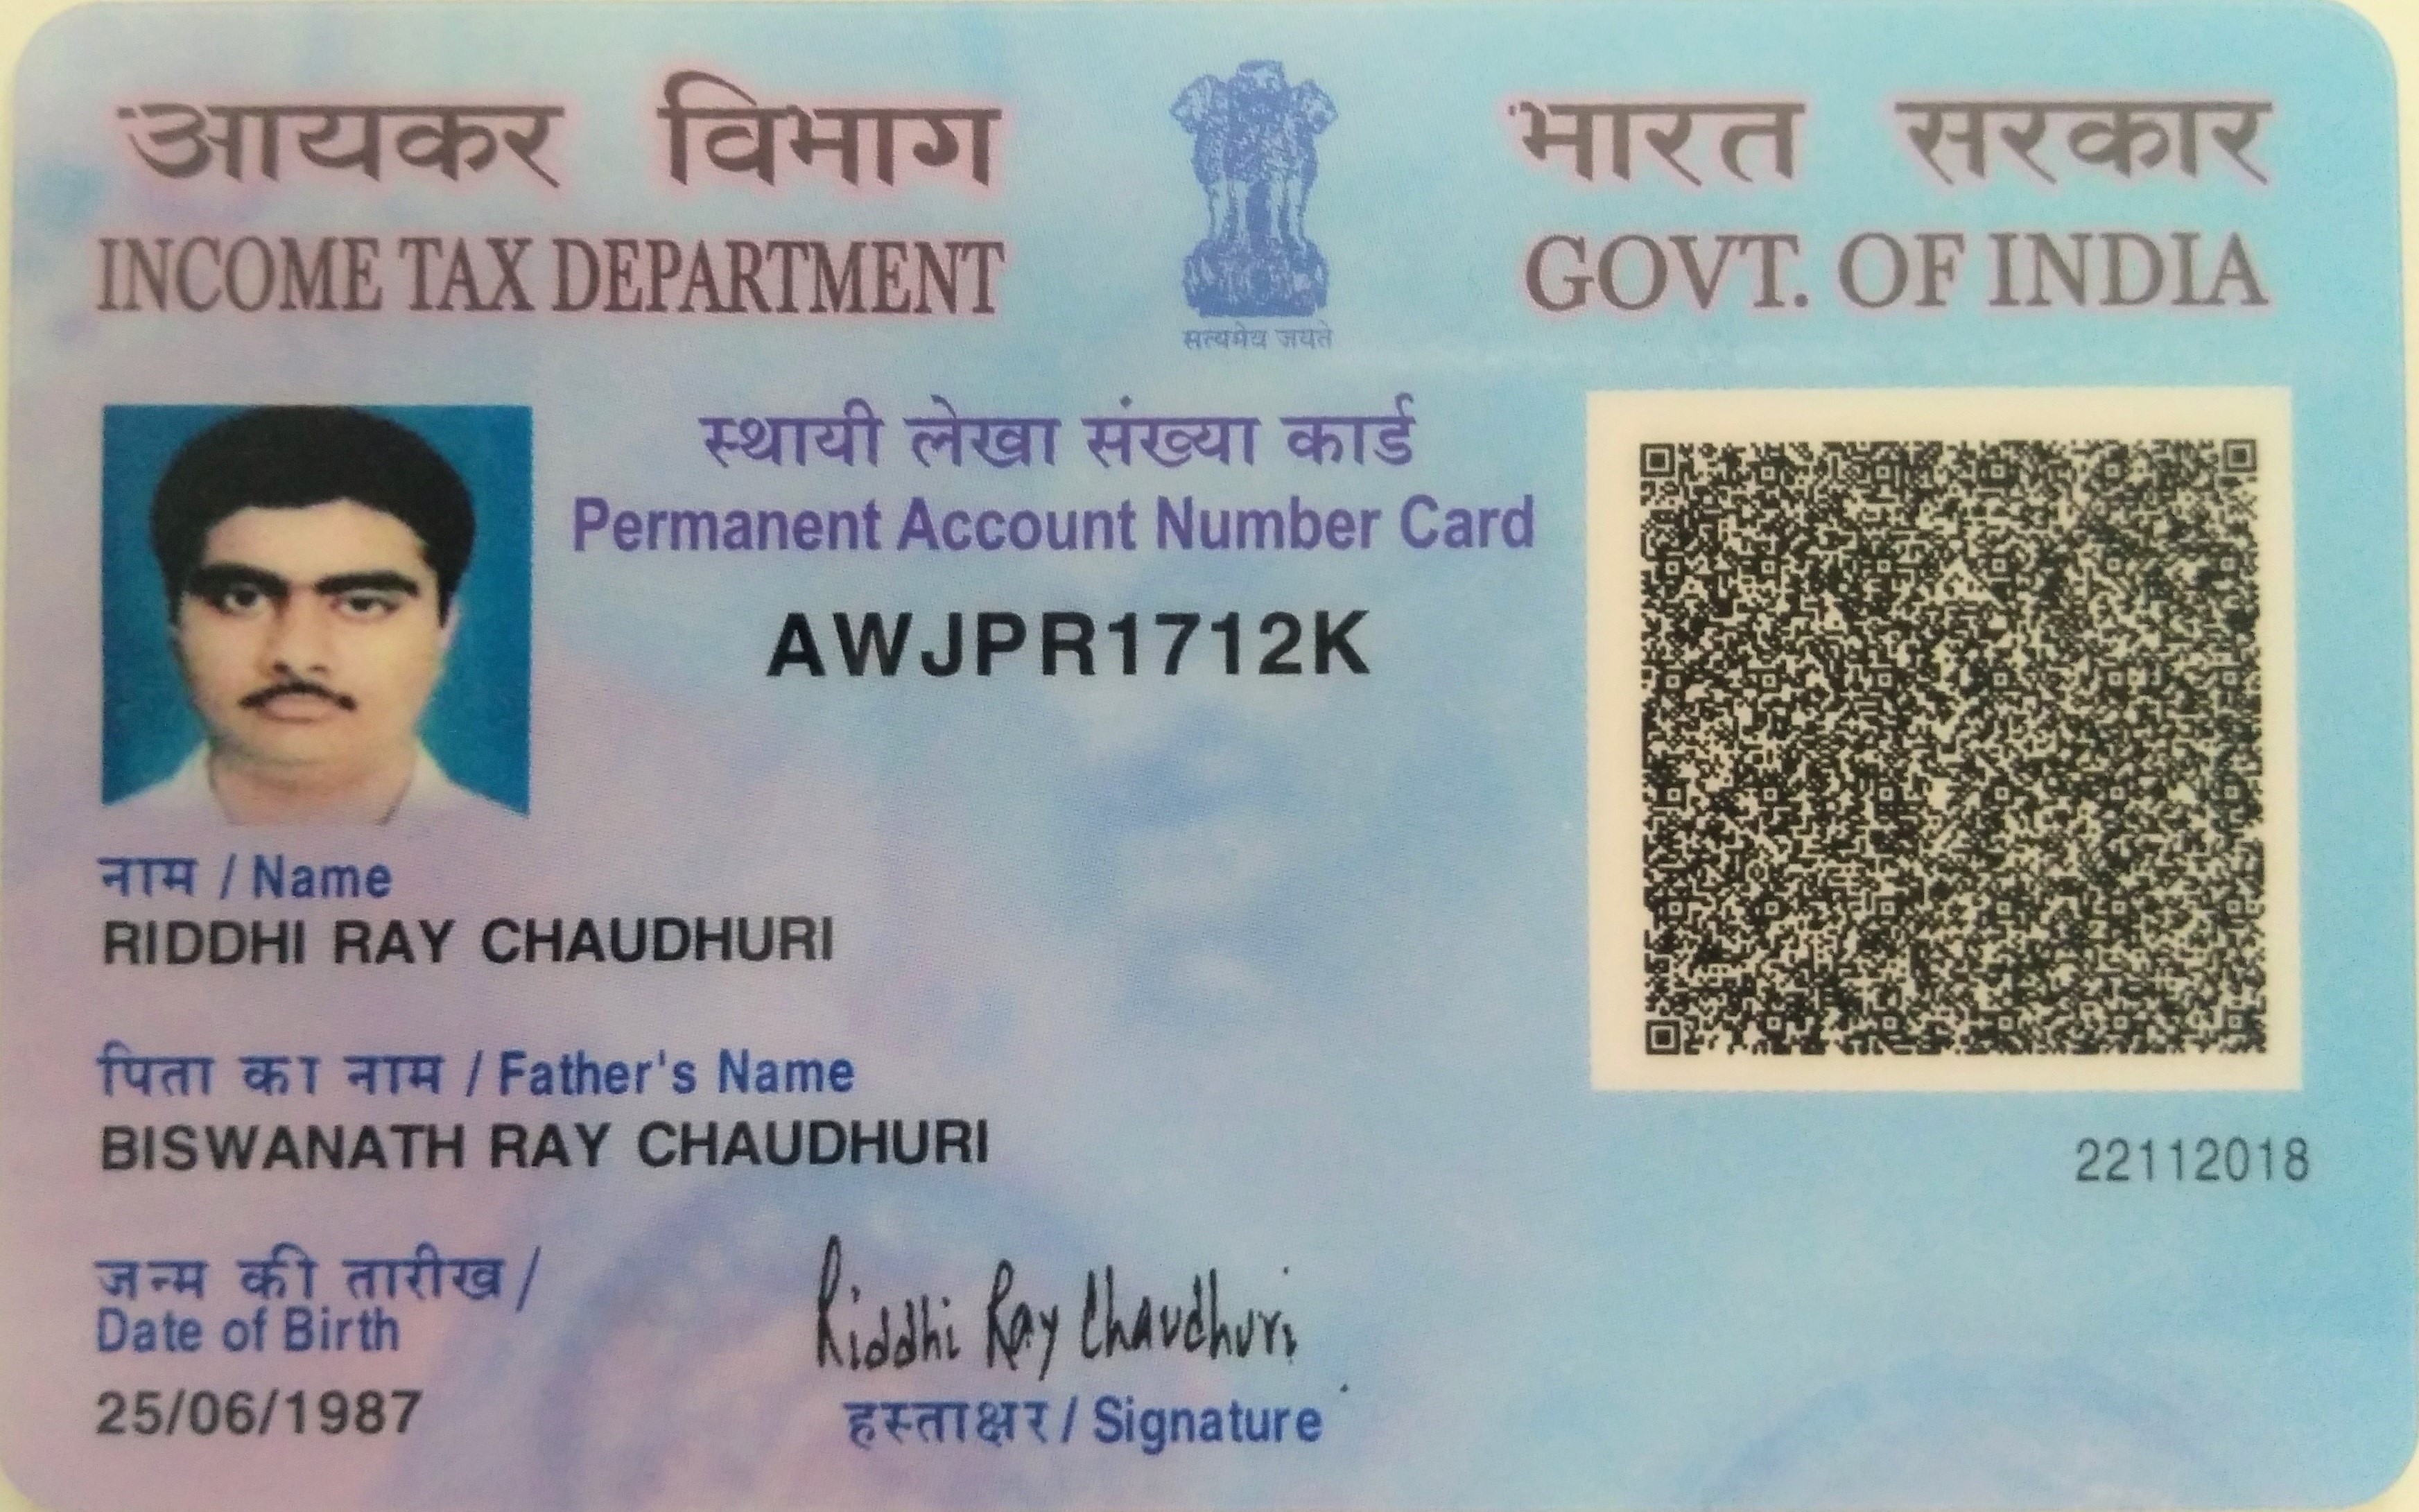 आयकर विभाग
INCOME TAX DEPARTMENT
सत्यमेव जयते
भारत सरकार
GOVT. OF INDIA
स्थायी लेखा संख्या कार्ड
Permanent Account Number Card
AWJPR1712K
नाम / Name
RIDDHI RAY CHAUDHURI
पिता का नाम / Father's Name
BISWANATH RAY CHAUDHURI
22112018
जन्म की तारीख /
Date of Birth
25/06/1987
Riddhi Ray Chaudhuri
हस्ताक्षर / Signature